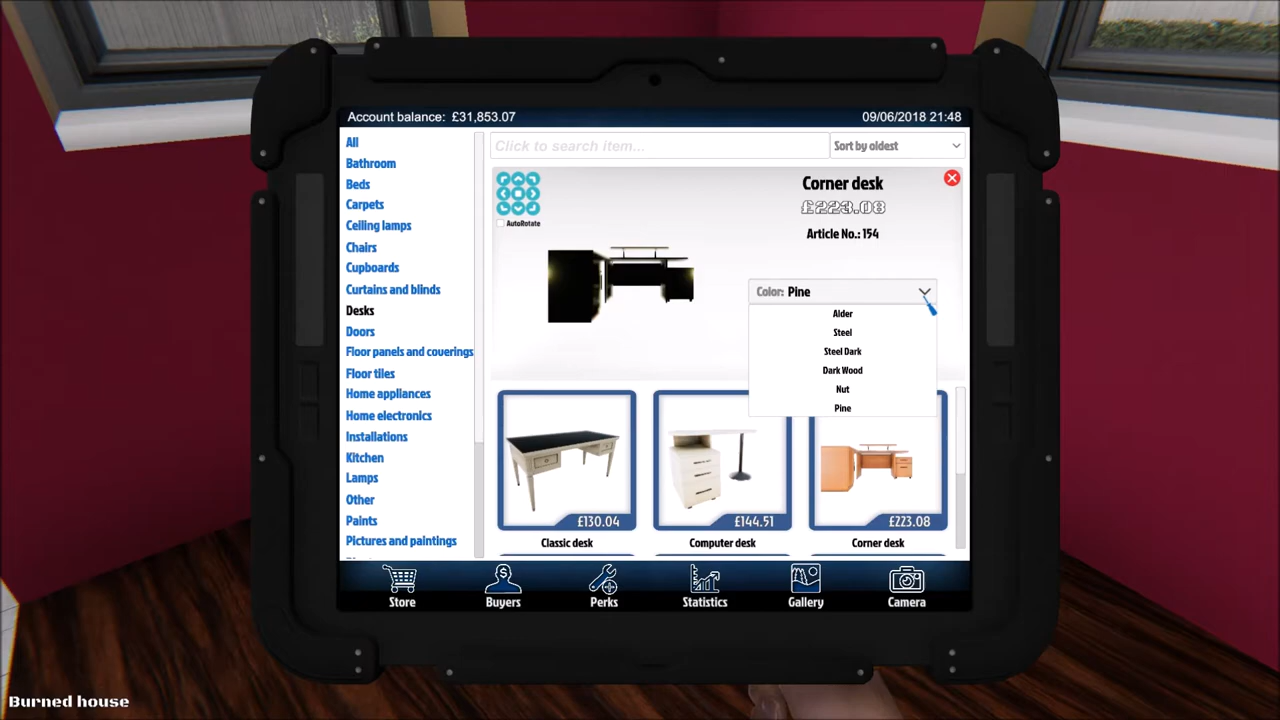 Account balance: £31,853.07
09/06/2018 21:48
All
Bathroom
Beds
Carpets
Ceiling lamps
Chairs
Cupboards
Curtains and blinds
Desks
Doors
Floor panels and coverings
Floor tiles
Home appliances
Home electronics
Installations
Kitchen
Lamps
Other
Paints
Pictures and paintings
Click to search item...
Sort by oldest
AutoRotate
Corner desk
£223.08
Article No.: 154
Color: Pine
Alder
Steel
Steel Dark
Dark Wood
Nut
Pine
£130.04
£144.51
£223.08
Classic desk
Computer desk
Corner desk
Store
Buyers
Perks
Statistics
Gallery
Camera
Burned house